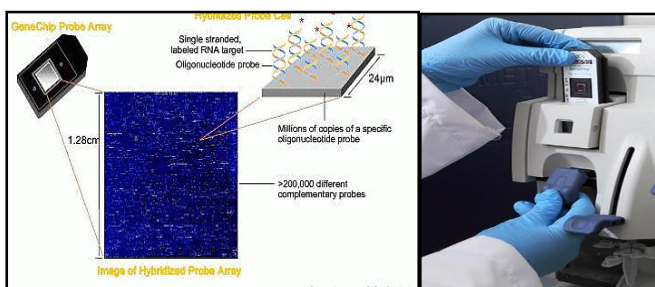 GeneChip Probe Array
Hybridized Probe Cell
Single stranded,
labeled RNA target
Oligonucleotide probe
24µm
1.28cm
Millions of copies of a specific
oligonucleotide probe
>200,000 different
complementary probes
Image of Hybridized Probe Array